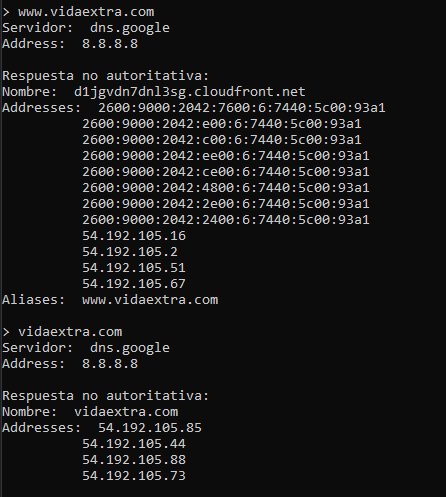 > www.vidaextra.com
Servidor:  dns.google
Address:  8.8.8.8

Respuesta no autoritativa:
Nombre:  d1jgvdn7dnl3sg.cloudfront.net
Addresses:  2600:9000:2042:7600:6:7440:5c00:93a1
          2600:9000:2042:e00:6:7440:5c00:93a1
          2600:9000:2042:c00:6:7440:5c00:93a1
          2600:9000:2042:ee00:6:7440:5c00:93a1
          2600:9000:2042:ce00:6:7440:5c00:93a1
          2600:9000:2042:4800:6:7440:5c00:93a1
          2600:9000:2042:2e00:6:7440:5c00:93a1
          2600:9000:2042:2400:6:7440:5c00:93a1
          54.192.105.16
          54.192.105.2
          54.192.105.51
          54.192.105.67
Aliases:  www.vidaextra.com

> vidaextra.com
Servidor:  dns.google
Address:  8.8.8.8

Respuesta no autoritativa:
Nombre:  vidaextra.com
Addresses:  54.192.105.85
          54.192.105.44
          54.192.105.88
          54.192.105.73